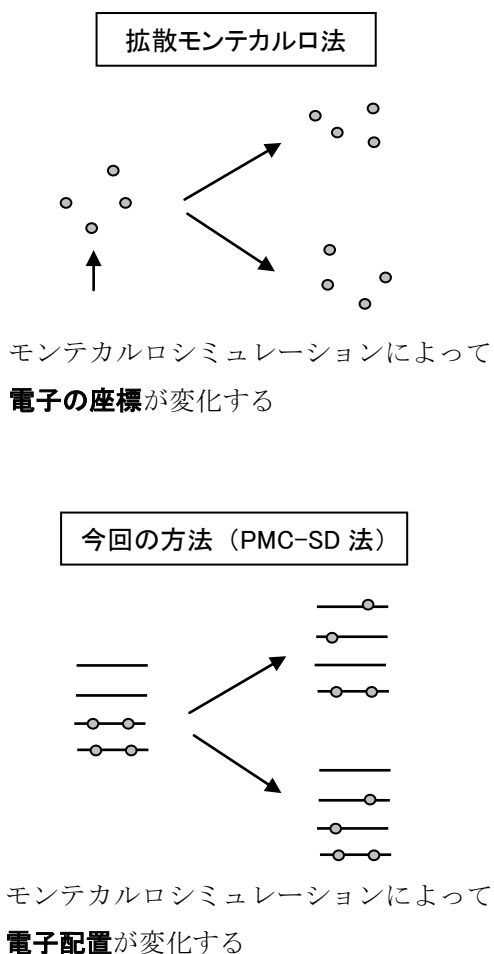 拡散モンテカルロ法
モンテカルロシミュレーションによって
電子の座標が変化する
今回の方法（PMC-SD 法）
モンテカルロシミュレーションによって
電子配置が変化する